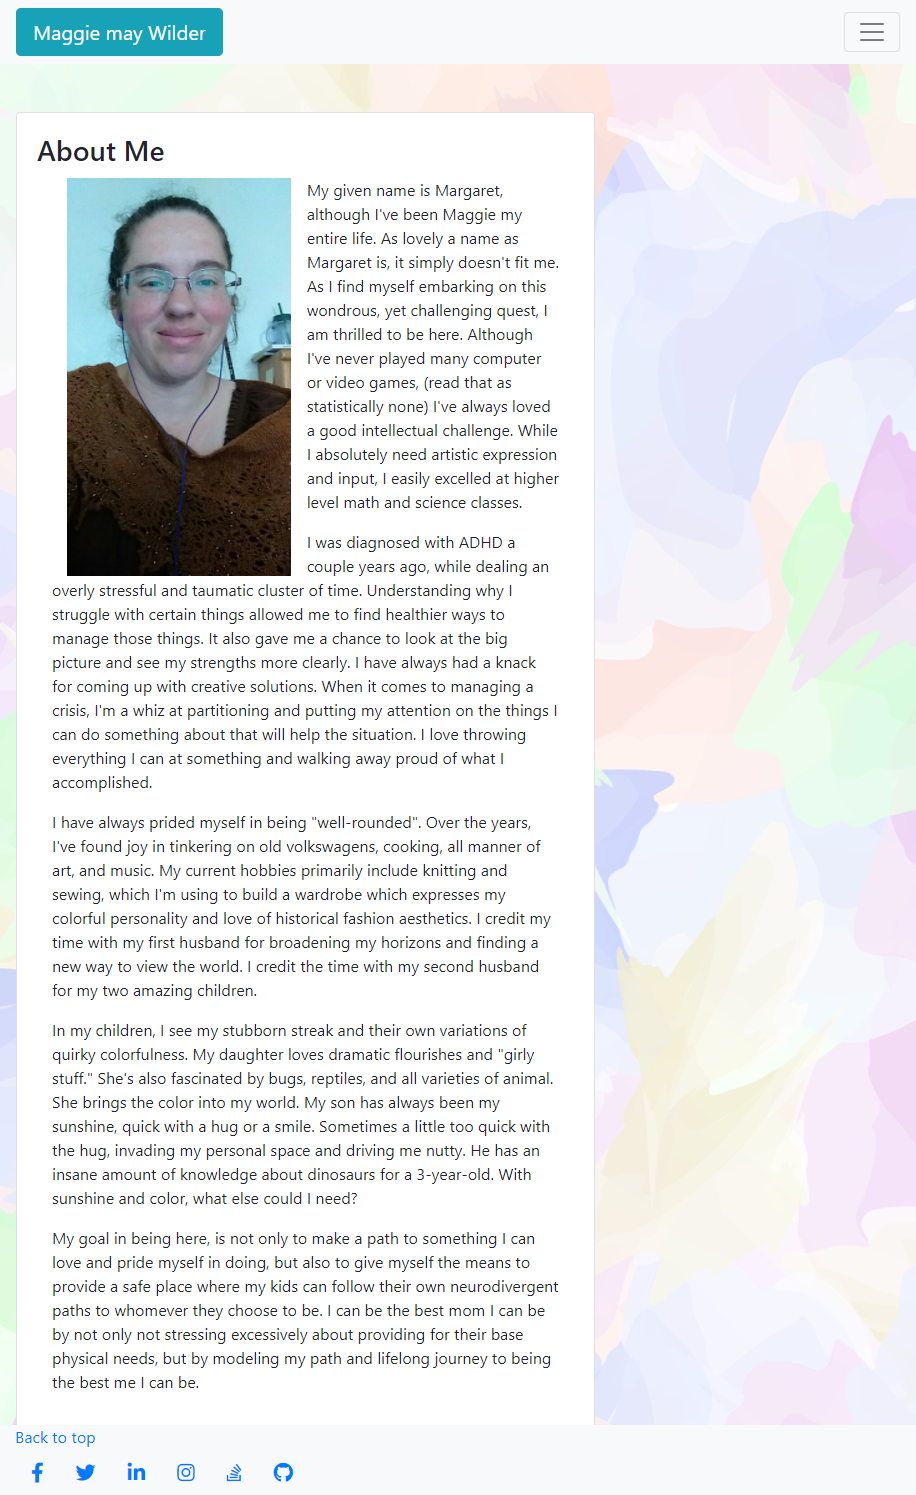 Maggie may Wilder
About Me
My given name is Margaret,
although I've been Maggie my
entire life. As lovely a name as
Margaret is, it simply doesn't fit me.
As I find myself embarking on this
wondrous, yet challenging quest, I
am thrilled to be here. Although
I've never played many computer
or video games, (read that as
statistically none) I've always loved
a good intellectual challenge. While
I absolutely need artistic expression
and input, I easily excelled at higher
level math and science classes.
I was diagnosed with ADHD a
couple years ago, while dealing an
overly stressful and taumatic cluster of time. Understanding why I
struggle with certain things allowed me to find healthier ways to
manage those things. It also gave me a chance to look at the big
picture and see my strengths more clearly. I have always had a knack
for coming up with creative solutions. When it comes to managing a
crisis, I'm a whiz at partitioning and putting my attention on the things I
can do something about that will help the situation. I love throwing
everything I can at something and walking away proud of what I
accomplished.
I have always prided myself in being "well-rounded". Over the years,
I've found joy in tinkering on old volkswagens, cooking, all manner of
art, and music. My current hobbies primarily include knitting and
sewing, which I'm using to build a wardrobe which expresses my
colorful personality and love of historical fashion aesthetics. I credit my
time with my first husband for broadening my horizons and finding a
new way to view the world. I credit the time with my second husband
for my two amazing children.
In my children, I see my stubborn streak and their own variations of
quirky colorfulness. My daughter loves dramatic flourishes and "girly
stuff." She's also fascinated by bugs, reptiles, and all varieties of animal.
She brings the color into my world. My son has always been my
sunshine, quick with a hug or a smile. Sometimes a little too quick with
the hug, invading my personal space and driving me nutty. He has an
insane amount of knowledge about dinosaurs for a 3-year-old. With
sunshine and color, what else could I need?
My goal in being here, is not only to make a path to something I can
love and pride myself in doing, but also to give myself the means to
provide a safe place where my kids can follow their own neurodivergent
paths to whomever they choose to be. I can be the best mom I can be
by not only not stressing excessively about providing for their base
physical needs, but by modeling my path and lifelong journey to being
the best me I can be.
Back to top